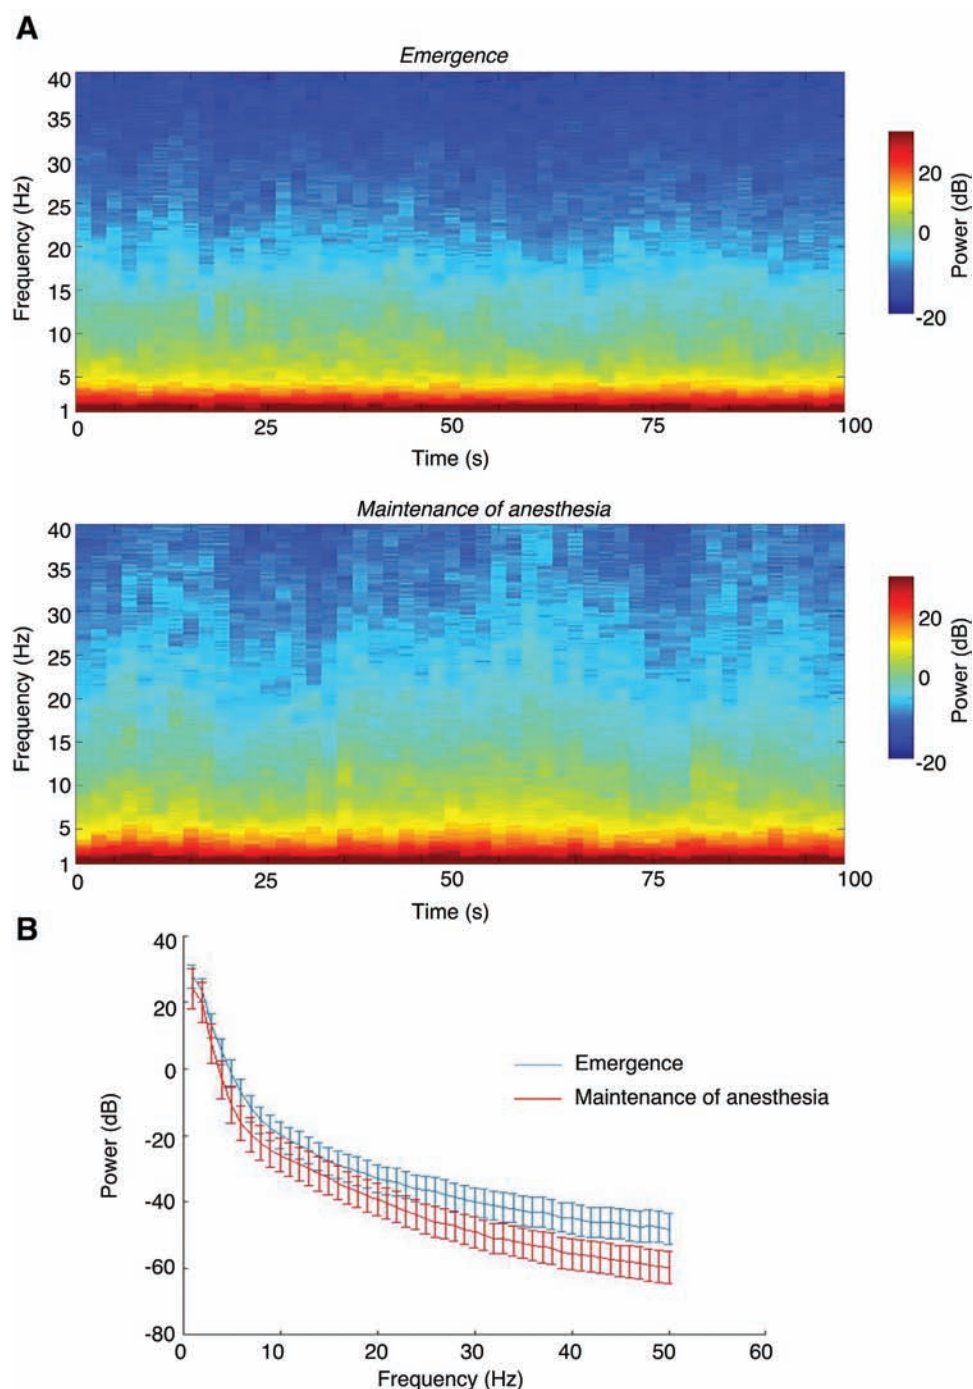 A
Emergence
40
35
30
25
20
15
10
5
1
Frequency (Hz)
0 25 50 75 100
Time (s)
20
0
-20
Power (dB)
Maintenance of anesthesia
40
35
30
25
20
15
10
5
1
Frequency (Hz)
0 25 50 75 100
Time (s)
20
0
-20
Power (dB)
B
40
20
0
-20
-40
-60
-80
Power (dB)
Emergence
Maintenance of anesthesia
0 10 20 30 40 50 60
Frequency (Hz)